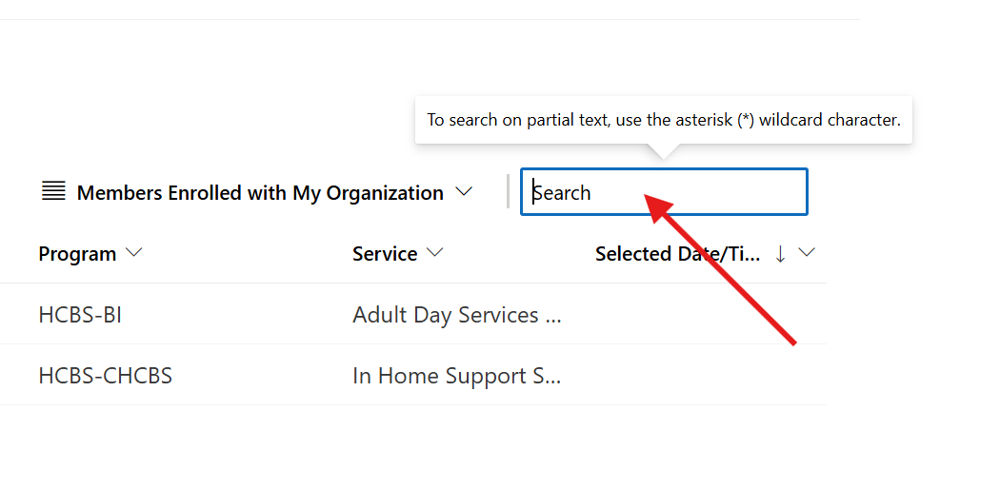 To search on partial text, use the asterisk (*) wildcard character.
Members Enrolled with My Organization
Search
Program Service Selected Date/Ti... ↓
HCBS-BI Adult Day Services ...
HCBS-CHCBS In Home Support S...